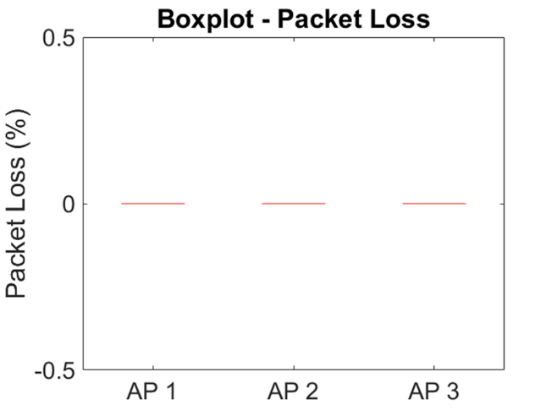 Boxplot - Packet Loss
0.5
Packet Loss (%)
0
-0.5
AP 1 AP 2 AP 3